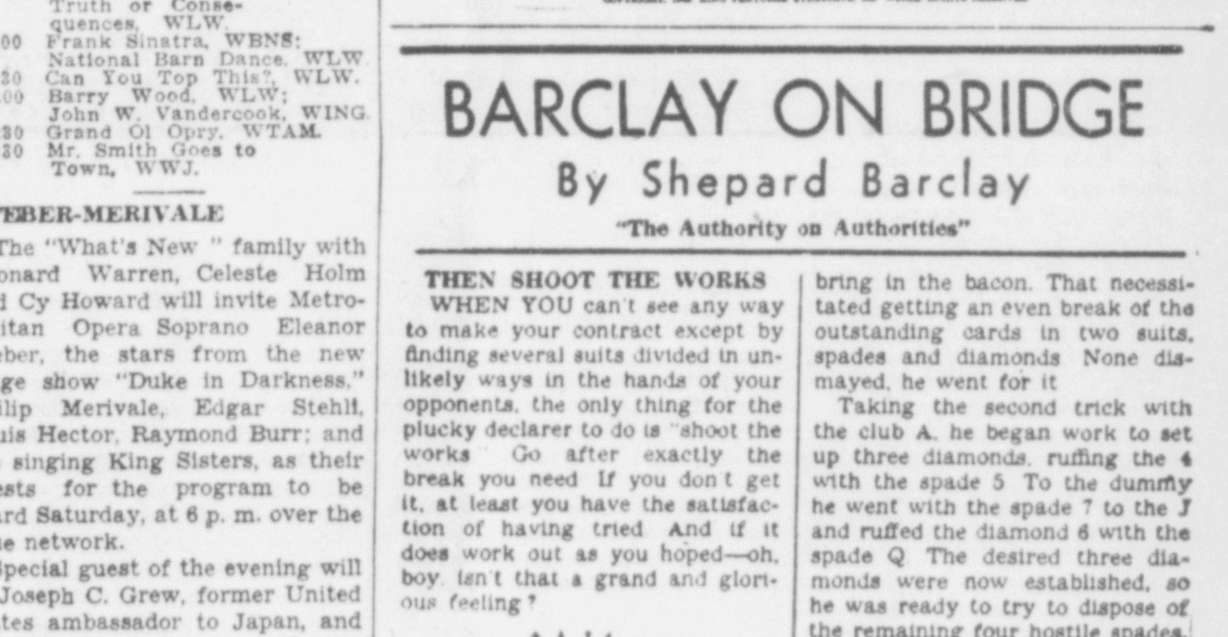 Truth or Conse-
quences, WLW.
00 Frank Sinatra, WBNS;
National Barn Dance, WLW
30 Can You Top This?, WLW.
00 Barry Wood, WLW;
John W. Vandercook, WING.
30 Grand Ol Opry, WTAM.
30 Mr. Smith Goes to
Town, WWJ.
EBER-MERIVALE
The "What's New " family with
onard Warren, Celeste Holm
d Cy Howard will invite Metro-
itan Opera Soprano Eleanor
eber, the stars from the new
ge show "Duke in Darkness,"
ilip Merivale, Edgar Stehli,
uis Hector, Raymond Burr; and
singing King Sisters, as their
ests for the program to be
ard Saturday, at 6 p. m. over the
ue network.
Special guest of the evening will
Joseph C. Grew, former United
tes ambassador to Japan, and
BARCLAY ON BRIDGE
By Shepard Barclay
"The Authority on Authorities"
THEN SHOOT THE WORKS
WHEN YOU can't see any way
to make your contract except by
finding several suits divided in un-
likely ways in the hands of your
opponents, the only thing for the
plucky declarer to do is "shoot the
works Go after exactly the
break you need If you don t get
it, at least you have the satisfac-
tion of having tried And if it
does work out as you hoped—oh,
boy, isn't that a grand and glori-
ous feeling?
bring in the bacon. That necessi-
tated getting an even break of the
outstanding cards in two suits,
spades and diamonds None dis-
mayed, he went for it
Taking the second trick with
the club A, he began work to set
up three diamonds, ruffing the 4
with the spade 5 To the dummy
he went with the spade 7 to the J
and ruffed the diamond 6 with the
spade Q The desired three dia-
monds were now established, so
he was ready to try to dispose of
the remaining four hostile spades.